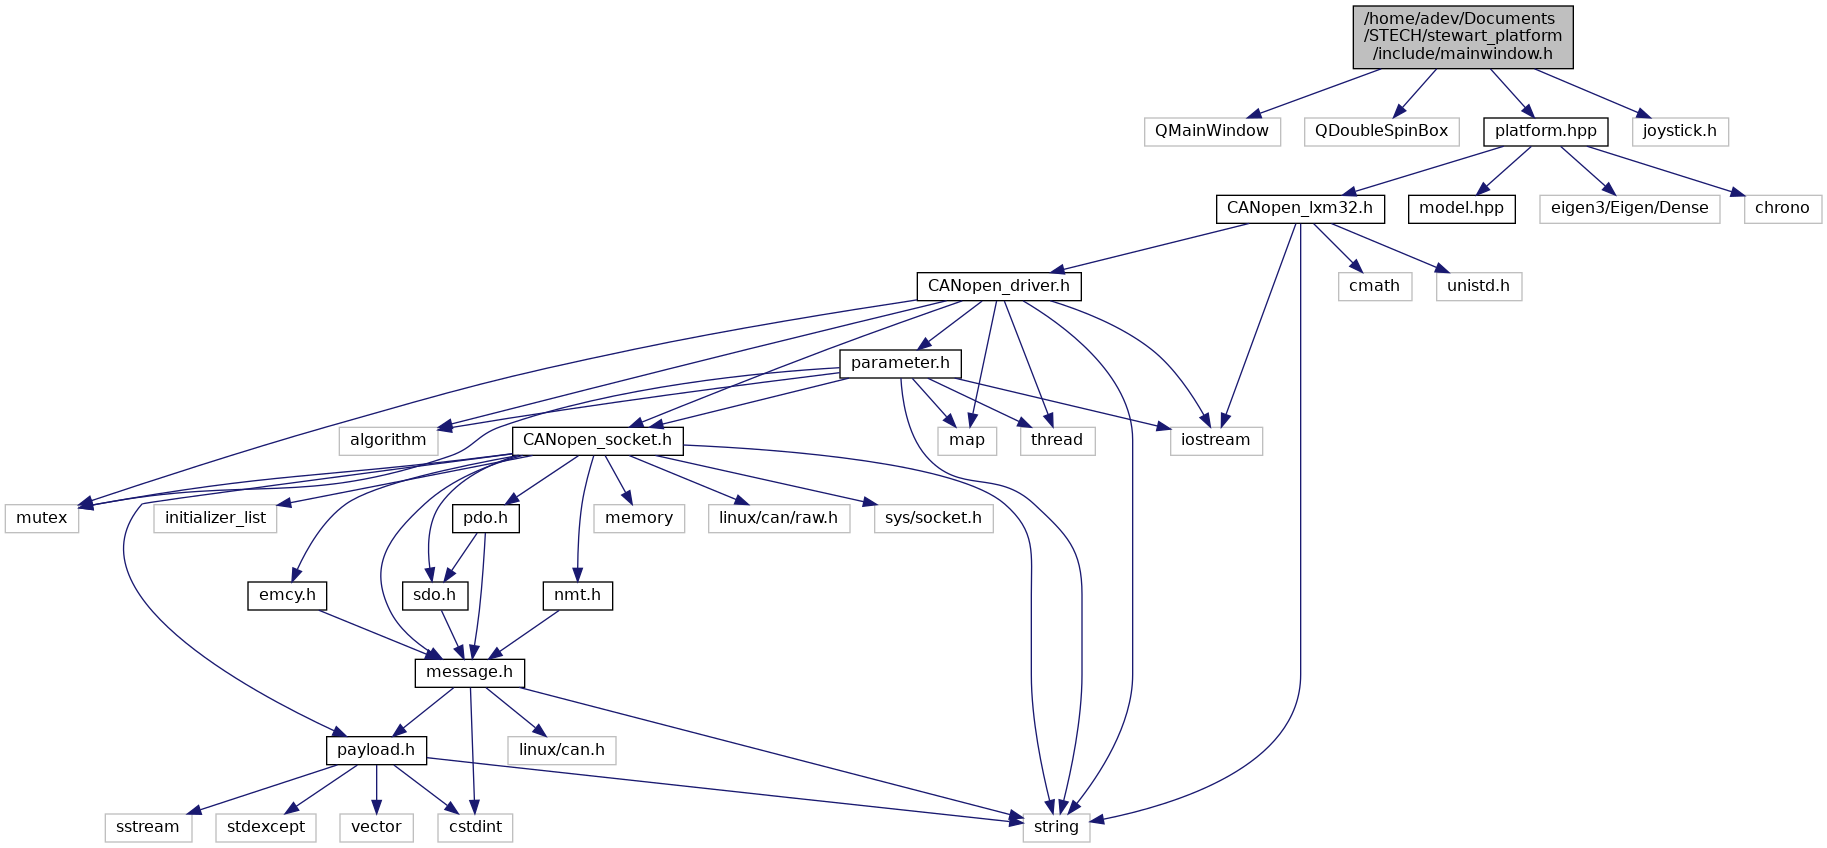 /home/adev/Documents
/STECH/stewart_platform
/include/mainwindow.h
QMainWindow
QDoubleSpinBox
platform.hpp
joystick.h
CANopen_lxm32.h
model.hpp
eigen3/Eigen/Dense
chrono
CANopen_driver.h
cmath
unistd.h
parameter.h
algorithm
CANopen_socket.h
map
thread
iostream
mutex
initializer_list
pdo.h
memory
linux/can/raw.h
sys/socket.h
emcy.h
sdo.h
nmt.h
message.h
payload.h
linux/can.h
sstream
stdexcept
vector
cstdint
string